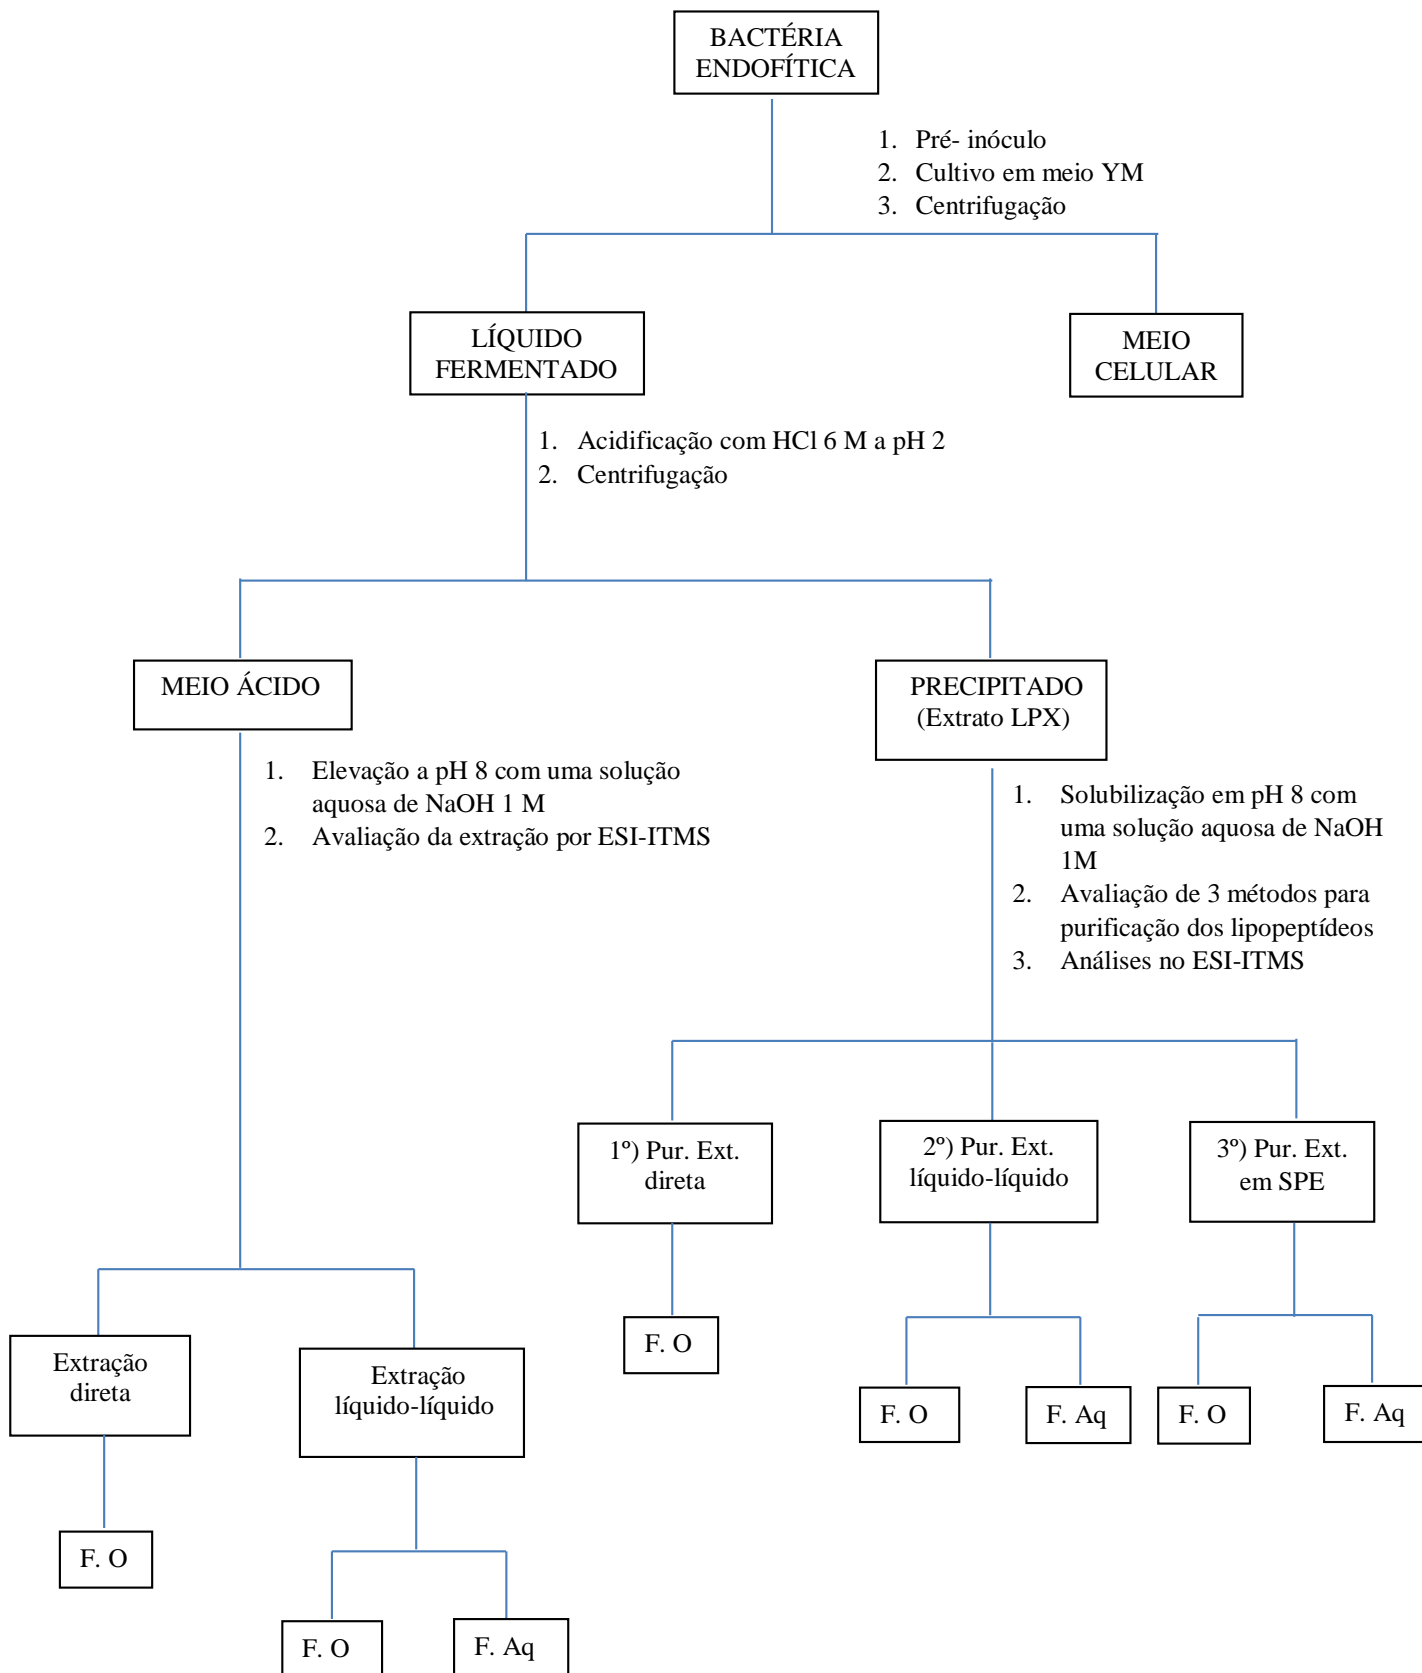 BACTÉRIA
ENDOFÍTICA
1. Pré- inóculo
2. Cultivo em meio YM
3. Centrifugação
LÍQUIDO
FERMENTADO
MEIO
CELULAR
1. Acidificação com HCl 6 M a pH 2
2. Centrifugação
MEIO ÁCIDO
PRECIPITADO
(Extrato LPX)
1. Elevação a pH 8 com uma solução
aquosa de NaOH 1 M
2. Avaliação da extração por ESI-ITMS
1. Solubilização em pH 8 com
uma solução aquosa de NaOH
1M
2. Avaliação de 3 métodos para
purificação dos lipopeptídeos
3. Análises no ESI-ITMS
1º) Pur. Ext.
direta
2º) Pur. Ext.
líquido-líquido
3º) Pur. Ext.
em SPE
F. O
F. O
F. Aq
F. O
F. Aq
Extração
direta
Extração
líquido-líquido
F. O
F. O
F. Aq